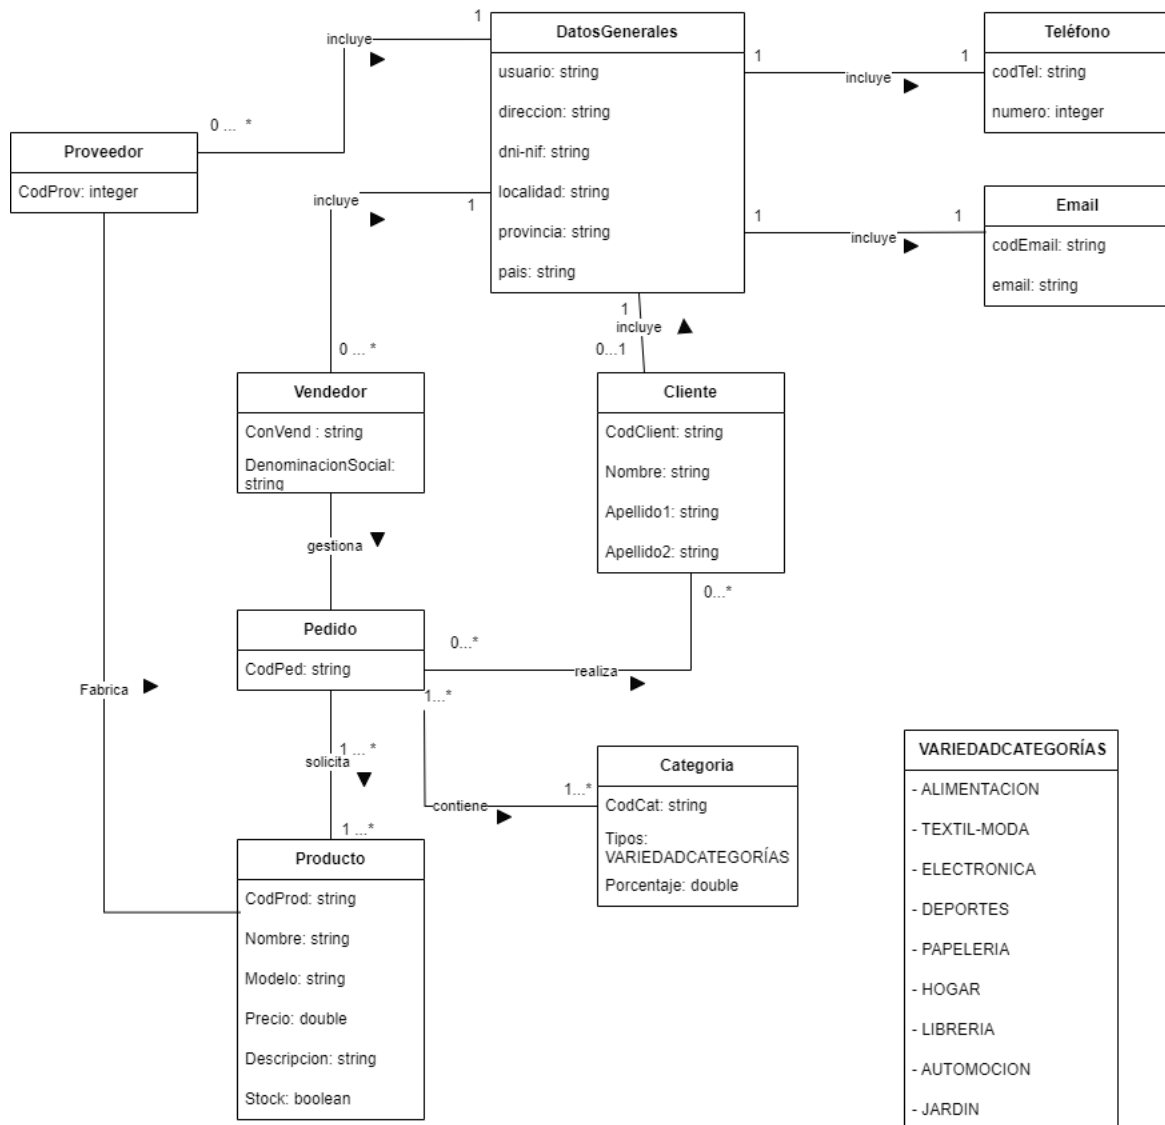 DatosGenerales
usuario: string
direccion: string
dni-nif: string
localidad: string
provincia: string
pais: string
Teléfono
codTel: string
numero: integer
1
incluye
1
incluye
1
0 ... *
Proveedor
CodProv: integer
incluye
1
1
incluye
1
Email
codEmail: string
email: string
1
incluye
0...1
0 ... *
Vendedor
ConVend : string
DenominacionSocial:
string
Cliente
CodClient: string
Nombre: string
Apellido1: string
Apellido2: string
gestiona
0...*
Pedido
CodPed: string
0...*
realiza
Fabrica
1...*
1 ... *
solicita
contiene
1...*
1 ... *
Categoria
CodCat: string
Tipos:
VARIEDADCATEGORÍAS
Porcentaje: double
Producto
CodProd: string
Nombre: string
Modelo: string
Precio: double
Descripcion: string
Stock: boolean
VARIEDADCATEGORÍAS
- ALIMENTACION
- TEXTIL-MODA
- ELECTRONICA
- DEPORTES
- PAPELERIA
- HOGAR
- LIBRERIA
- AUTOMOCION
- JARDIN